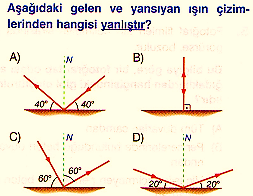 Aşağıdaki gelen ve yansıyan ışın çizim-
lerinden hangisi yanlıştır?
A) N B)
40° 40°
C) N D) N
60° 60° 20° 20°